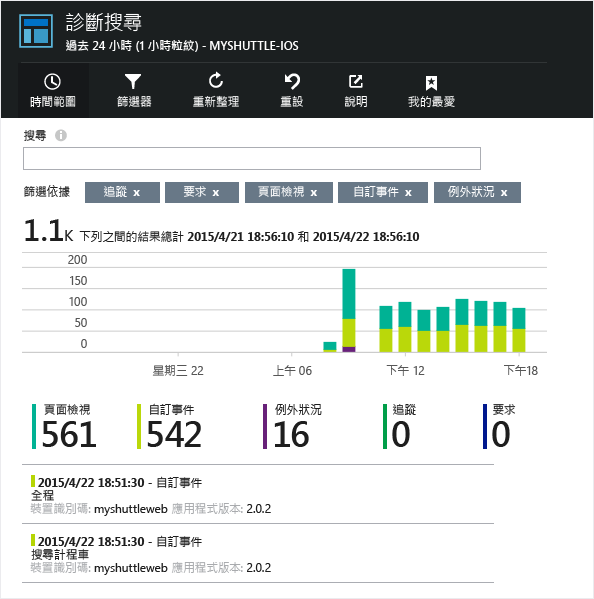 診斷搜尋
過去 24 小時 (1 小時粒紋) - MYSHUTTLE-IOS
時間範圍 篩選器 重新整理 重設 說明 我的最愛
搜尋
篩選依據 追蹤 x 要求 x 頁面檢視 x 自訂事件 x 例外狀況 x
1.1K 下列之間的結果總計 2015/4/21 18:56:10 和 2015/4/22 18:56:10
200
150
100
50
0
星期三 22 上午 06 下午 12 下午18
頁面檢視 自訂事件 例外狀況 追蹤 要求
561 542 16 0 0
2015/4/22 18:51:30 - 自訂事件
全程
裝置識別碼: myshuttleweb 應用程式版本: 2.0.2
2015/4/22 18:51:30 - 自訂事件
搜尋計程車
裝置識別碼: myshuttleweb 應用程式版本: 2.0.2